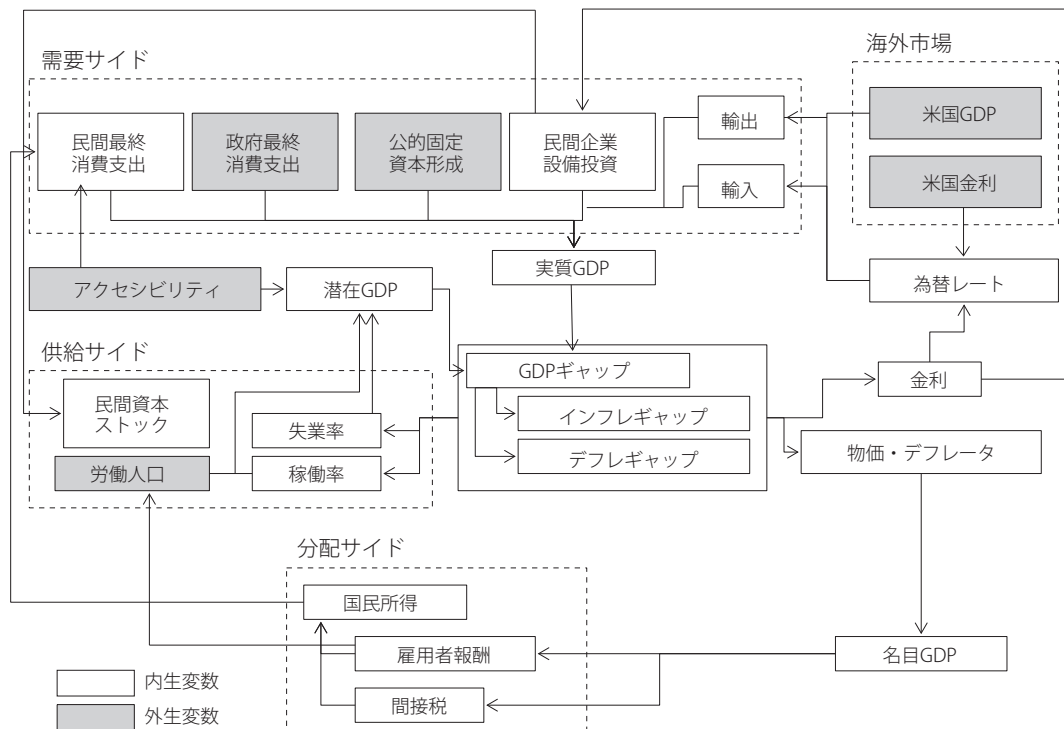 需要サイド
海外市場
民間最終
消費支出
政府最終
消費支出
公的固定
資本形成
民間企業
設備投資
輸出
輸入
米国GDP
米国金利
実質GDP
為替レート
アクセシビリティ
潜在GDP
供給サイド
GDPギャップ
金利
民間資本
ストック
失業率
インフレギャップ
物価・デフレータ
労働人口
稼働率
デフレギャップ
分配サイド
国民所得
雇用者報酬
名目GDP
間接税
内生変数
外生変数